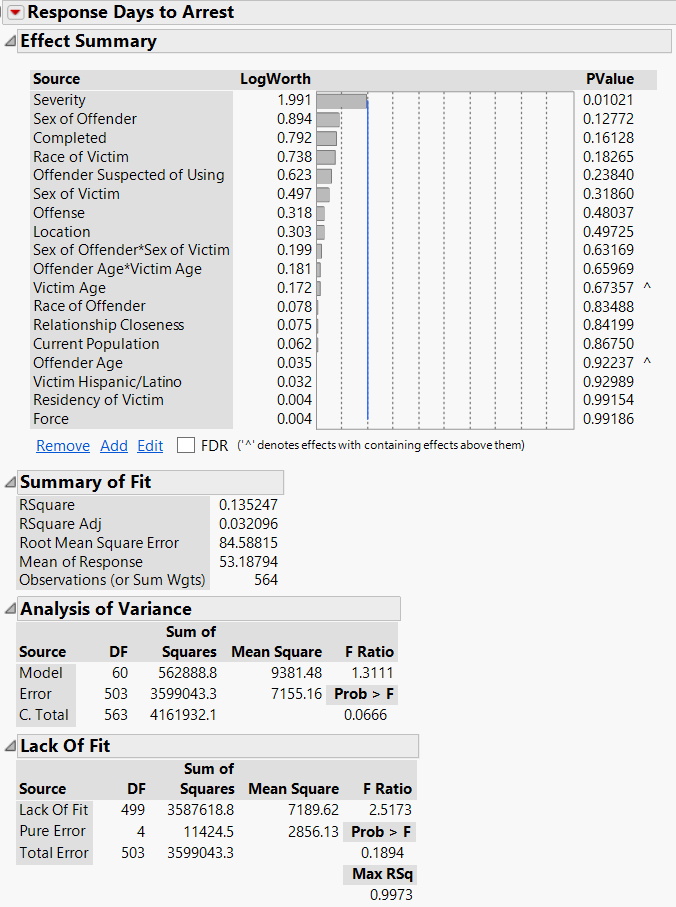 Response Days to Arrest
Effect Summary
Source LogWorth PValue
Severity 1.991 0.01021
Sex of Offender 0.894 0.12772
Completed 0.792 0.16128
Race of Victim 0.738 0.18265
Offender Suspected of Using 0.623 0.23840
Sex of Victim 0.497 0.31860
Offense 0.318 0.48037
Location 0.303 0.49725
Sex of Offender*Sex of Victim 0.199 0.63169
Offender Age*Victim Age 0.181 0.65969
Victim Age 0.172 0.67357 ^
Race of Offender 0.078 0.83488
Relationship Closeness 0.075 0.84199
Current Population 0.062 0.86750
Offender Age 0.035 0.92237 ^
Victim Hispanic/Latino 0.032 0.92989
Residency of Victim 0.004 0.99154
Force 0.004 0.99186
Remove Add Edit FDR ('^' denotes effects with containing effects above them)
Summary of Fit
RSquare 0.135247
RSquare Adj 0.032096
Root Mean Square Error 84.58815
Mean of Response 53.18794
Observations (or Sum Wgts) 564
Analysis of Variance
Sum of
Source DF Squares Mean Square F Ratio
Model 60 562888.8 9381.48 1.3111
Error 503 3599043.3 7155.16 Prob > F
C. Total 563 4161932.1 0.0666
Lack Of Fit
Sum of
Source DF Squares Mean Square F Ratio
Lack Of Fit 499 3587618.8 7189.62 2.5173
Pure Error 4 11424.5 2856.13 Prob > F
Total Error 503 3599043.3 0.1894
Max RSq
0.9973